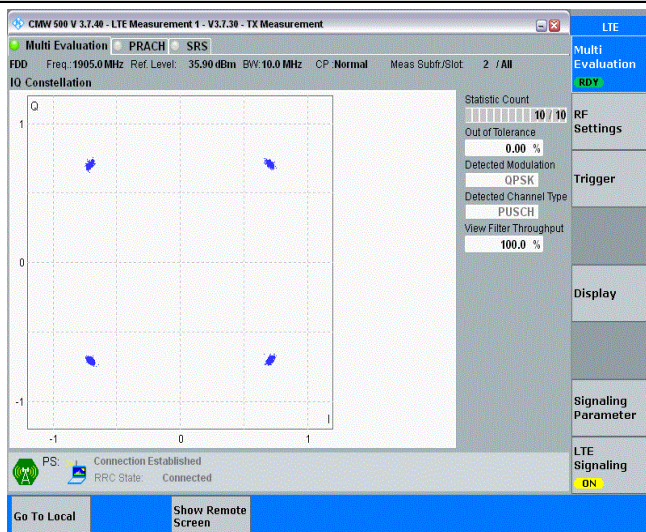 CMW 500 V 3.7.40 - LTE Measurement 1 - V3.7.30 - TX Measurement
LTE
Multi Evaluation PRACH SRS
Multi
Evaluation
RDY
FDD Freq.:1905.0 MHz Ref. Level: 35.90 dBm BW:10.0 MHz CP :Normal Meas Subfr./Slot: 2 / All
IQ Constellation
Q
1
0
-1
I
-1 0 1
Statistic Count
10 / 10
Out of Tolerance
0.00 %
Detected Modulation
QPSK
Detected Channel Type
PUSCH
View Filter Throughput
100.0 %
RF
Settings
Trigger
Display
Signaling
Parameter
LTE
Signaling
ON
PS: Connection Established
RRC State: Connected
Go To Local
Show Remote
Screen